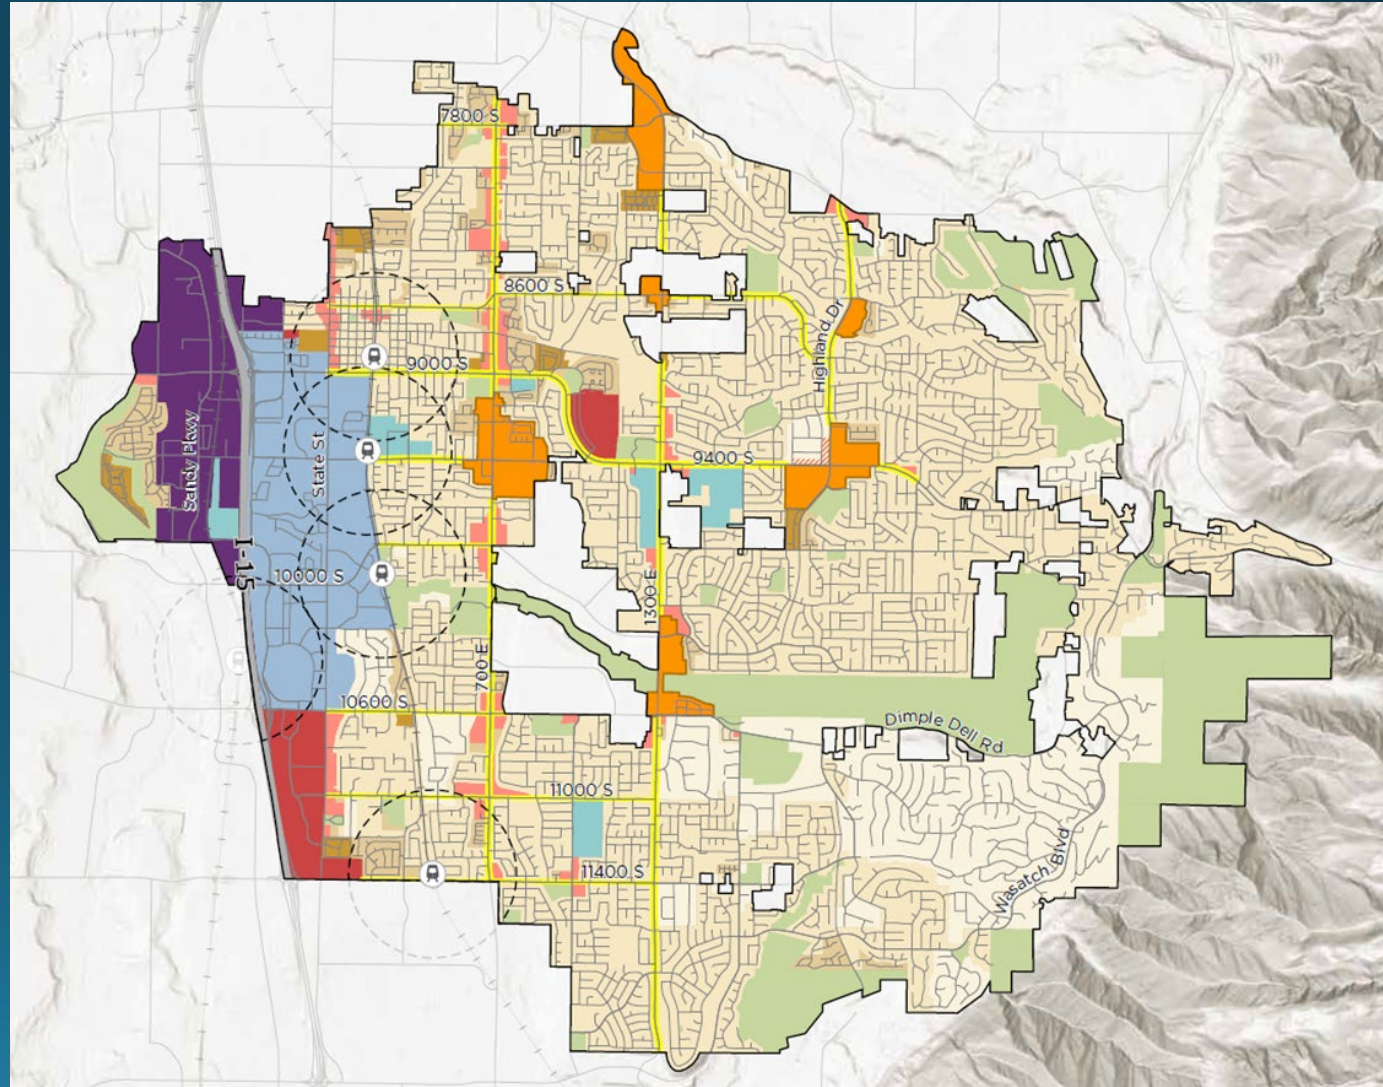 7800 S
8600 S
Highland Dr
9000 S
Sandy Pkwy
State St
9400 S
I-15
10000 S
1300 E
700 E
10600 S
Dimple Dell Rd
11000 S
11400 S
Wasatch Blvd